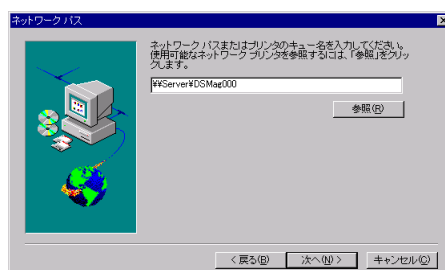 ネットワーク パス
ネットワーク パスまたはプリンタのキュー名を入力してください。
使用可能なネットワーク プリンタを参照するには、「参照」をクリッ
クします。
¥¥Server¥DSMag000
参照(R)
< 戻る(B)
次へ(N) >
キャンセル(C)